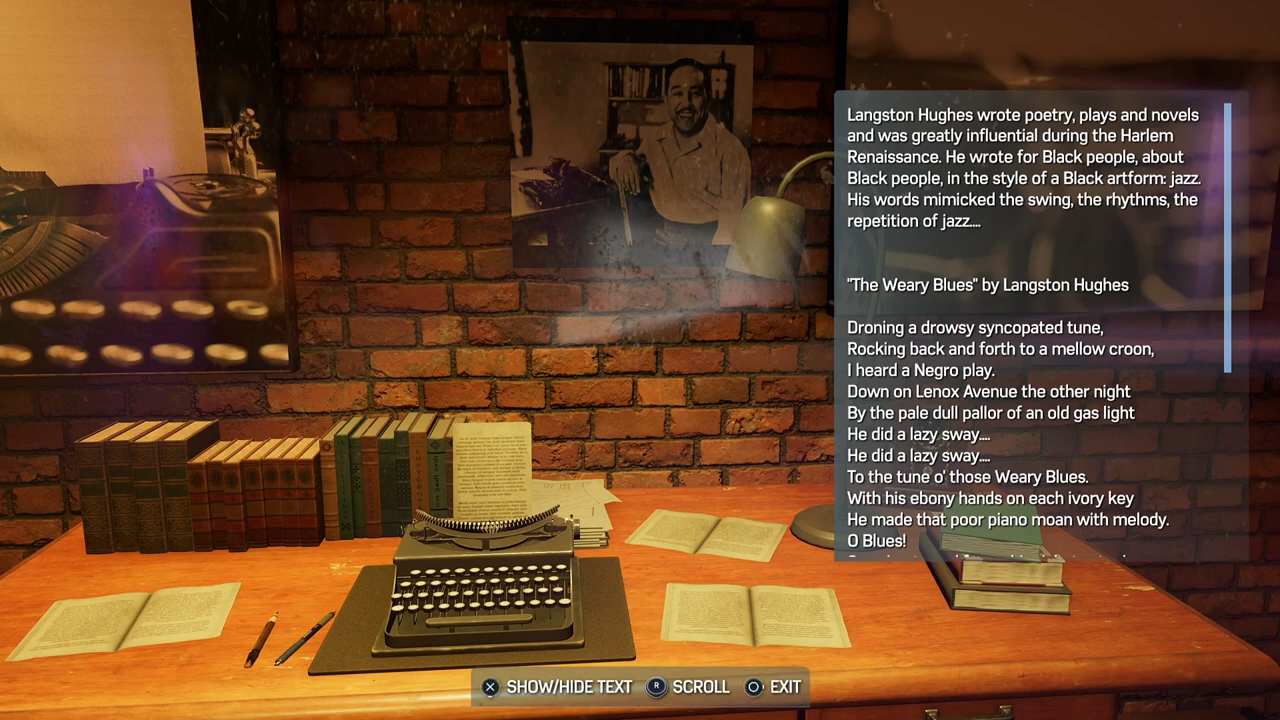 Langston Hughes wrote poetry, plays and novels
and was greatly influential during the Harlem
Renaissance. He wrote for Black people, about
Black people, in the style of a Black artform: jazz.
His words mimicked the swing, the rhythms, the
repetition of jazz....
"The Weary Blues" by Langston Hughes
Droning a drowsy syncopated tune,
Rocking back and forth to a mellow croon,
I heard a Negro play.
Down on Lenox Avenue the other night
By the pale dull pallor of an old gas light
He did a lazy sway....
He did a lazy sway....
To the tune o' those Weary Blues.
With his ebony hands on each ivory key
He made that poor piano moan with melody.
O Blues!
SHOW/HIDE TEXT R SCROLL EXIT